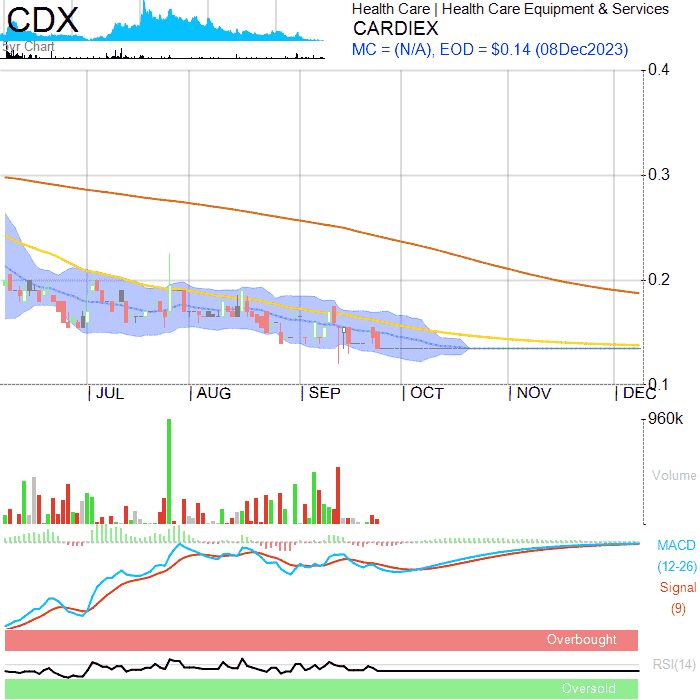 CDX
5yr Chart
Health Care | Health Care Equipment & Services
CARDIEX
MC = (N/A), EOD = $0.14 (08Dec2023)
0.4
0.3
0.2
0.1
JUL
AUG
SEP
OCT
NOV
DEC
960k
Volume
MACD
(12-26)
Signal
(9)
Overbought
RSI(14)
Oversold